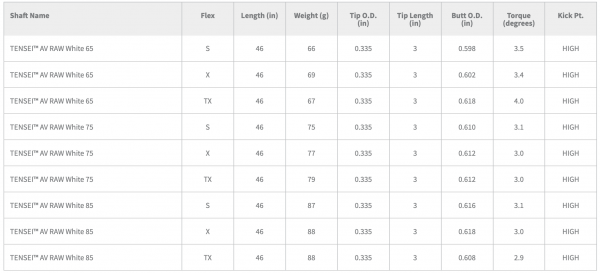 Shaft Name Flex Length (in) Weight (g) Tip O.D. (in) Tip Length (in) Butt O.D. (in) Torque (degrees) Kick Pt.
TENSEI™ AV RAW White 65 S 46 66 0.335 3 0.598 3.5 HIGH
TENSEI™ AV RAW White 65 X 46 69 0.335 3 0.602 3.4 HIGH
TENSEI™ AV RAW White 65 TX 46 67 0.335 3 0.618 4.0 HIGH
TENSEI™ AV RAW White 75 S 46 75 0.335 3 0.610 3.1 HIGH
TENSEI™ AV RAW White 75 X 46 77 0.335 3 0.612 3.0 HIGH
TENSEI™ AV RAW White 75 TX 46 79 0.335 3 0.612 3.0 HIGH
TENSEI™ AV RAW White 85 S 46 87 0.335 3 0.616 3.1 HIGH
TENSEI™ AV RAW White 85 X 46 88 0.335 3 0.618 3.0 HIGH
TENSEI™ AV RAW White 85 TX 46 88 0.335 3 0.608 2.9 HIGH